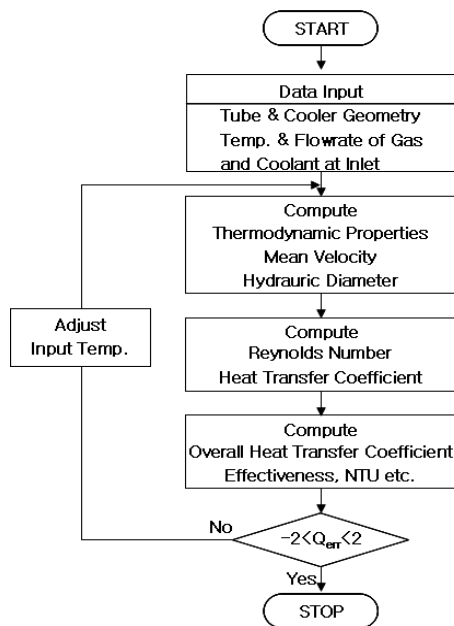 START
Data Input
Tube & Cooler Geometry
Temp. & Flowrate of Gas
and Coolant at Inlet
Compute
Thermodynamic Properties
Mean Velocity
Hydrauric Diameter
Adjust
Input Temp.
Compute
Reynolds Number
Heat Transfer Coefficient
Compute
Overall Heat Transfer Coefficient
Effectiveness, NTU etc.
No
-2<Qerr<2
Yes
STOP